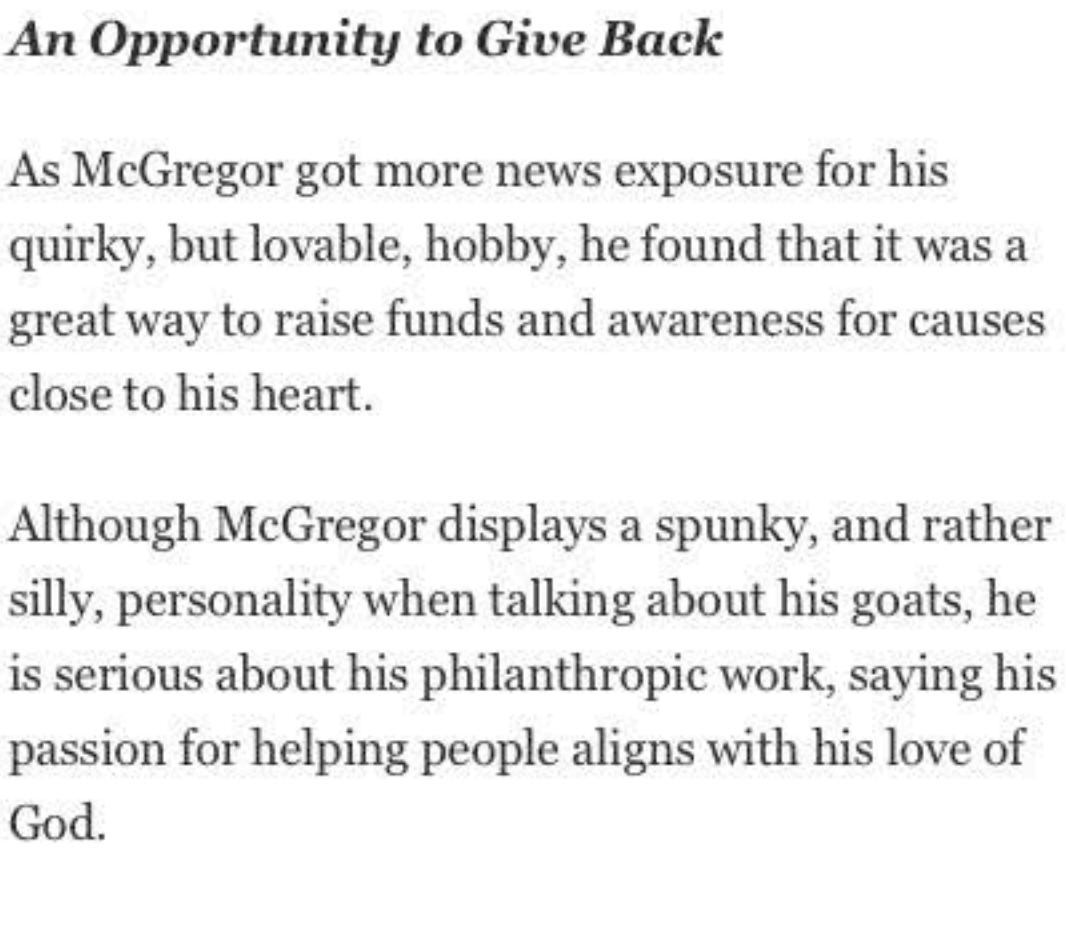 An Opportunity to Give Back
As McGregor got more news exposure for his
quirky, but lovable, hobby, he found that it was a
great way to raise funds and awareness for causes
close to his heart.
Although McGregor displays a spunky, and rather
silly, personality when talking about his goats, he
is serious about his philanthropic work, saying his
passion for helping people aligns with his love of
God.